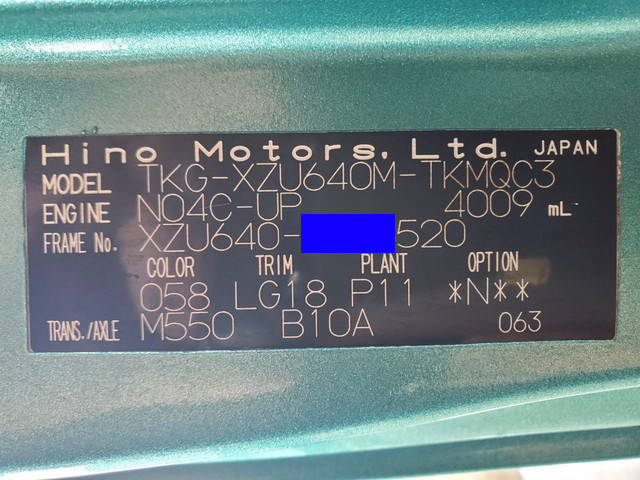 Hino Motors, Ltd. JAPAN
MODEL TKG-XZU640M-TKMQC3
ENGINE N04C-UP 4009 mL
FRAME No. XZU640- 520
COLOR TRIM PLANT OPTION
058 LG18 P11 *N**
TRANS./AXLE M550 B10A 063